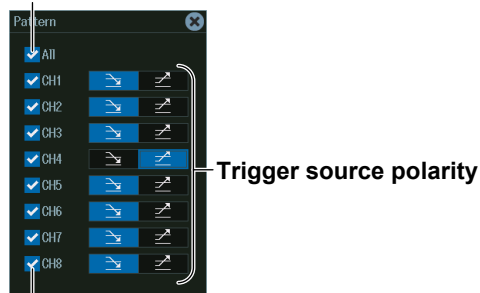 Pattern
All
CH1
CH2
CH3
CH4
Trigger source polarity
CH5
CH6
CH7
CH8